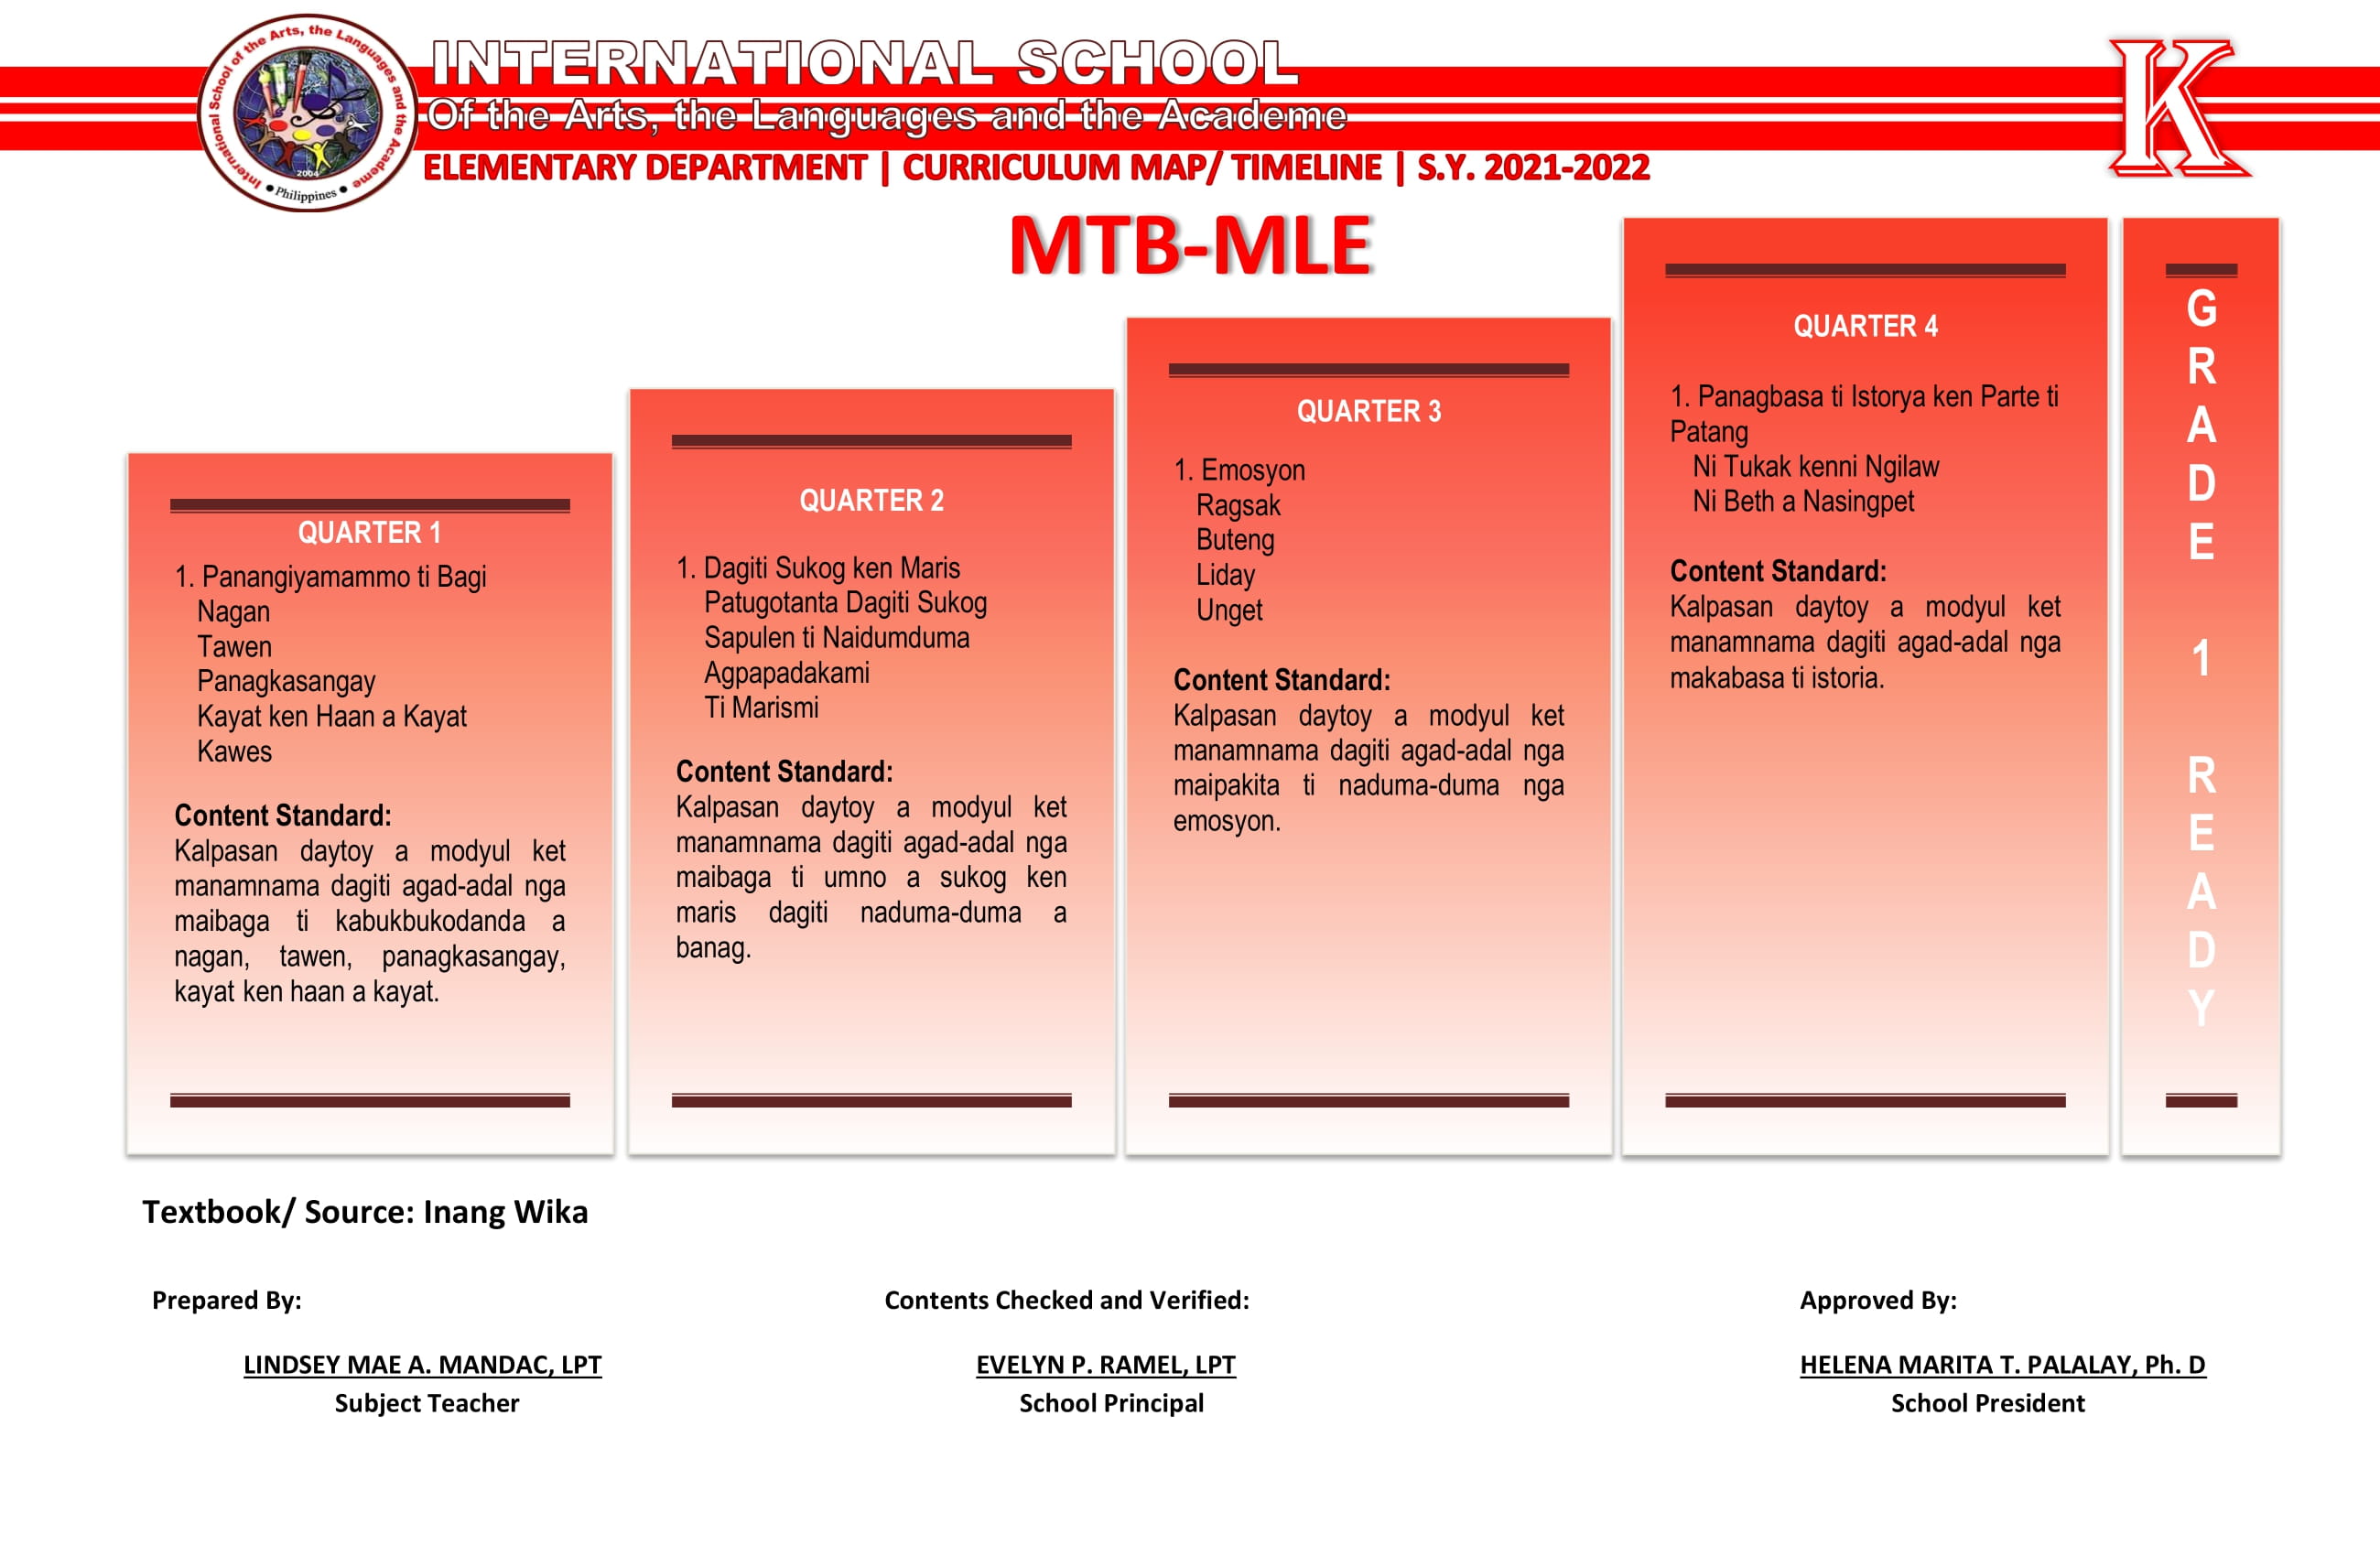 International School of the Arts, the Languages and the Academe
2004
Philippines
INTERNATIONAL SCHOOL
Of the Arts, the Languages and the Academe
ELEMENTARY DEPARTMENT | CURRICULUM MAP/ TIMELINE | S.Y. 2021-2022
K
MTB-MLE
QUARTER 1
1. Panangiyamammo ti Bagi
Nagan
Tawen
Panagkasangay
Kayat ken Haan a Kayat
Kawes
Content Standard:
Kalpasan daytoy a modyul ket
manamnama dagiti agad-adal nga
maibaga ti kabukbukodanda a
nagan, tawen, panagkasangay,
kayat ken haan a kayat.
QUARTER 2
1. Dagiti Sukog ken Maris
Patugotanta Dagiti Sukog
Sapulen ti Naidumduma
Agpapadakami
Ti Marismi
Content Standard:
Kalpasan daytoy a modyul ket
manamnama dagiti agad-adal nga
maibaga ti umno a sukog ken
maris dagiti naduma-duma a
banag.
QUARTER 3
1. Emosyon
Ragsak
Buteng
Liday
Unget
Content Standard:
Kalpasan daytoy a modyul ket
manamnama dagiti agad-adal nga
maipakita ti naduma-duma nga
emosyon.
QUARTER 4
1. Panagbasa ti Istorya ken Parte ti
Patang
Ni Tukak kenni Ngilaw
Ni Beth a Nasingpet
Content Standard:
Kalpasan daytoy a modyul ket
manamnama dagiti agad-adal nga
makabasa ti istoria.
GRADE 1 READY
Textbook/ Source: Inang Wika
Prepared By:
LINDSEY MAE A. MANDAC, LPT
Subject Teacher
Contents Checked and Verified:
EVELYN P. RAMEL, LPT
School Principal
Approved By:
HELENA MARITA T. PALALAY, Ph. D
School President